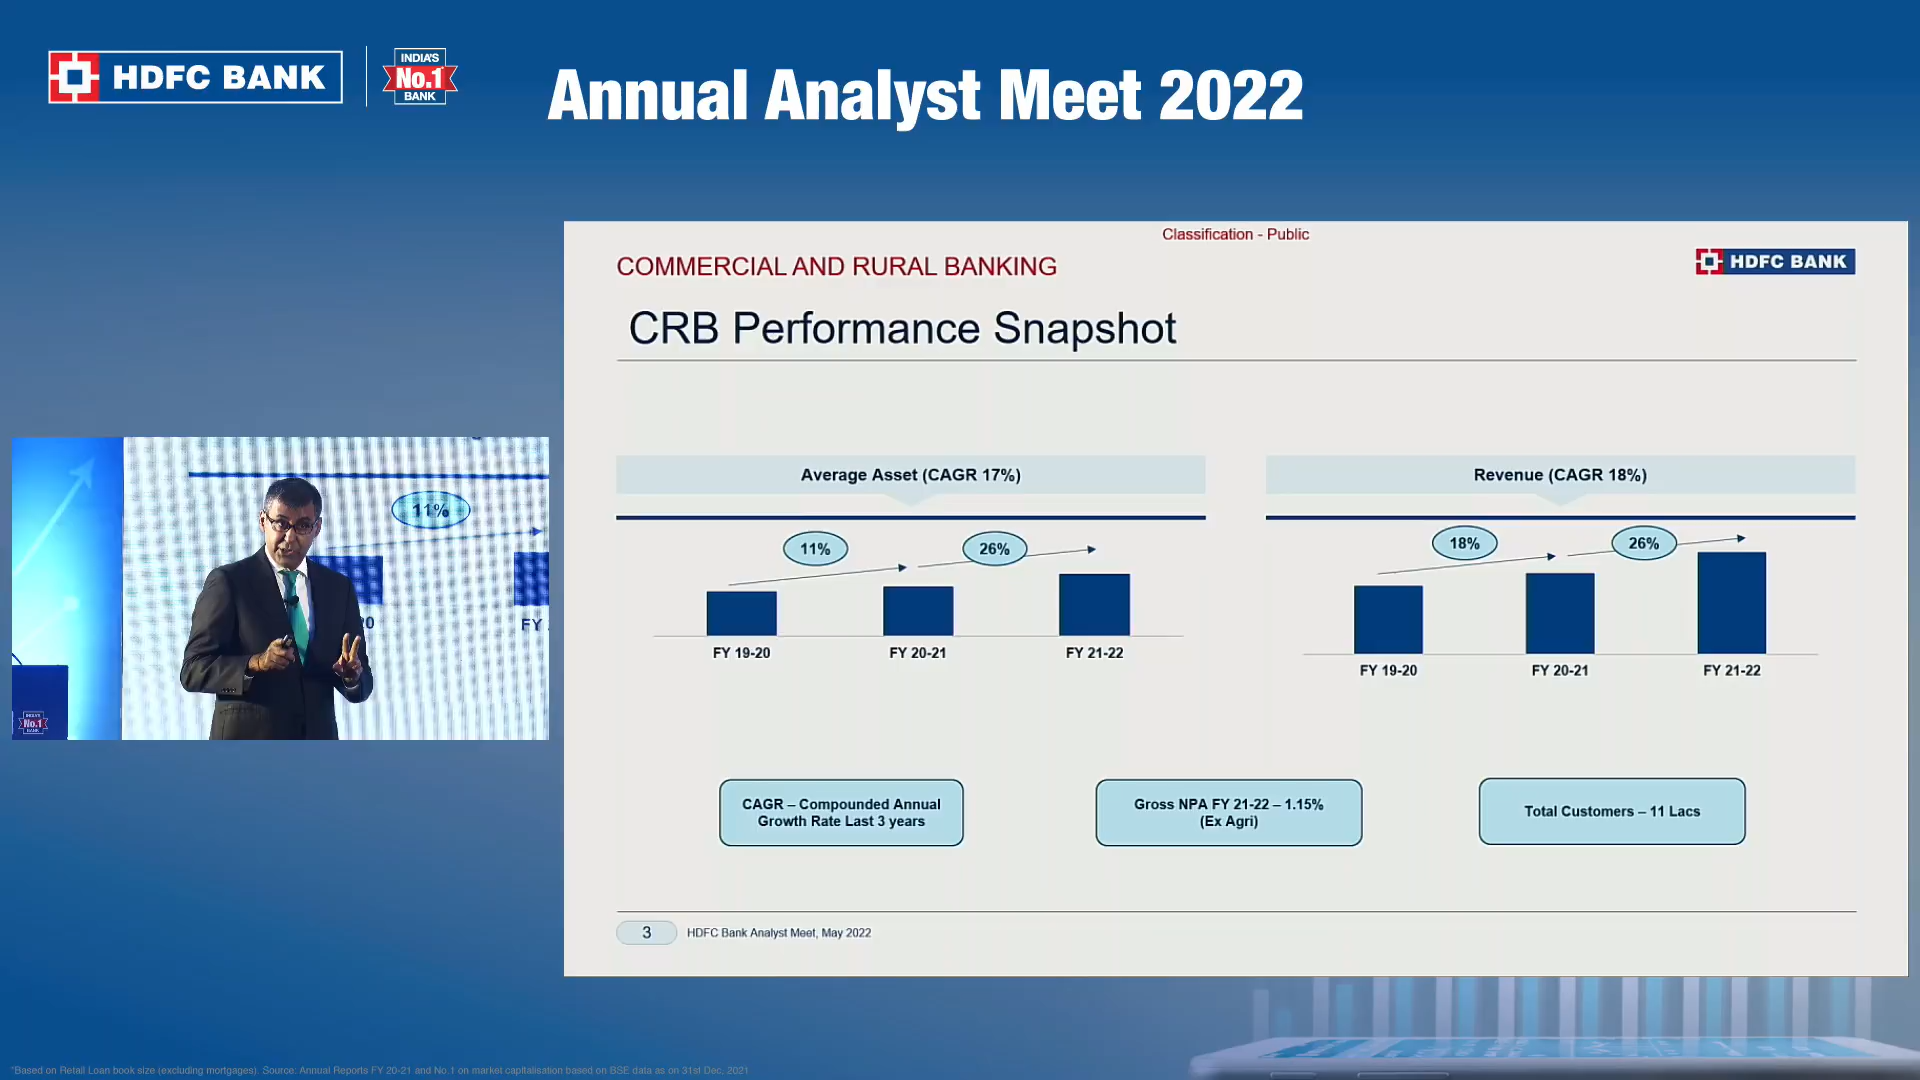 HDFC BANK
INDIA'S
No.1
BANK
Annual Analyst Meet 2022
Classification - Public
COMMERCIAL AND RURAL BANKING
HDFC BANK
CRB Performance Snapshot
Average Asset (CAGR 17%)
Revenue (CAGR 18%)
11%
26%
FY 19-20
FY 20-21
FY 21-22
18%
26%
FY 19-20
FY 20-21
FY 21-22
11%
20
FY
INDIA'S
No.1
BANK
CAGR – Compounded Annual
Growth Rate Last 3 years
Gross NPA FY 21-22 – 1.15%
(Ex Agri)
Total Customers – 11 Lacs
3
HDFC Bank Analyst Meet, May 2022
*Based on Retail Loan book size (excluding mortgages). Source: Annual Reports FY 20-21 and No.1 on market capitalisation based on BSE data as on 31st Dec, 2021